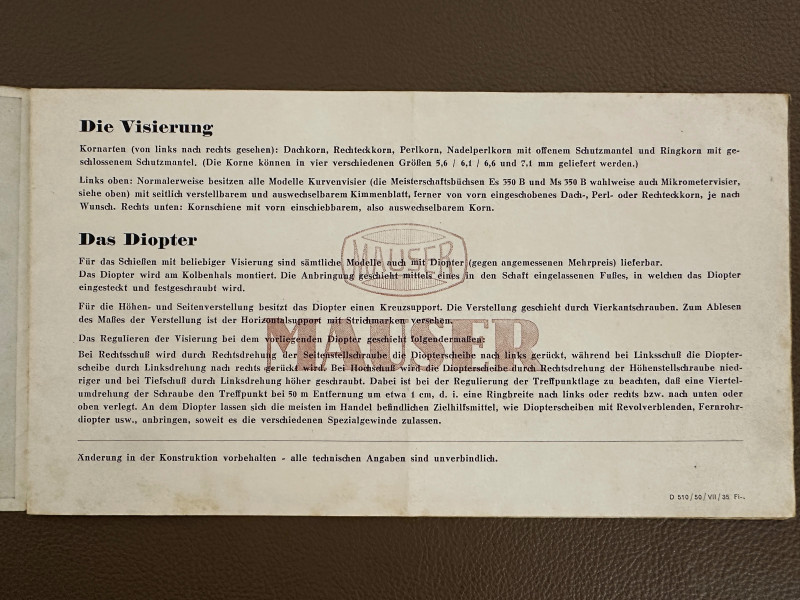 Die Visierung
Kornarten (von links nach rechts gesehen): Dachkorn, Rechteckkorn, Perlkorn, Nadelperlkorn mit offenem Schutzmantel und Ringkorn mit ge-
schlossenem Schutzmantel. (Die Korne können in vier verschiedenen Größen 5,6 / 6,1 / 6,6 und 7,1 mm geliefert werden.)
Links oben: Normalerweise besitzen alle Modelle Kurvenvisier (die Meisterschaftsbüchsen Es 350 B und Ms 350 B wahlweise auch Mikrometervisier,
siehe oben) mit seitlich verstellbarem und auswechselbarem Kimmenblatt, ferner von vorn eingeschobenes Dach-, Perl- oder Rechteckkorn, je nach
Wunsch. Rechts unten: Kornschiene mit vorn einschiebbarem, also auswechselbarem Korn.
Das Diopter
MAUSER
Für das Schießen mit beliebiger Visierung sind sämtliche Modelle auch mit Diopter (gegen angemessenen Mehrpreis) lieferbar.
Das Diopter wird am Kolbenhals montiert. Die Anbringung geschieht mittels eines in den Schaft eingelassenen Fußes, in welchen das Diopter
eingesteckt und festgeschraubt wird.
Für die Höhen- und Seitenverstellung besitzt das Diopter einen Kreuzsupport. Die Verstellung geschieht durch Vierkantschrauben. Zum Ablesen
des Maßes der Verstellung ist der Horizontalsupport mit Strichmarken versehen.
MAUSER
Das Regulieren der Visierung bei dem vorliegenden Diopter geschieht folgendermaßen:
Bei Rechtsschuß wird durch Rechtsdrehung der Seitenstellschraube die Diopterscheibe nach links gerückt, während bei Linksschuß die Diopter-
scheibe durch Linksdrehung nach rechts gerückt wird. Bei Hochschuß wird die Diopterscheibe durch Rechtsdrehung der Höhenstellschraube nied-
riger und bei Tiefschuß durch Linksdrehung höher geschraubt. Dabei ist bei der Regulierung der Treffpunktlage zu beachten, daß eine Viertel-
umdrehung der Schraube den Treffpunkt bei 50 m Entfernung um etwa 1 cm, d. i. eine Ringbreite nach links oder rechts bzw. nach unten oder
oben verlegt. An dem Diopter lassen sich die meisten im Handel befindlichen Zielhilfsmittel, wie Diopterscheiben mit Revolverblenden, Fernrohr-
diopter usw., anbringen, soweit es die verschiedenen Spezialgewinde zulassen.
Änderung in der Konstruktion vorbehalten - alle technischen Angaben sind unverbindlich.
D 510/50/VII/35. Fi-.